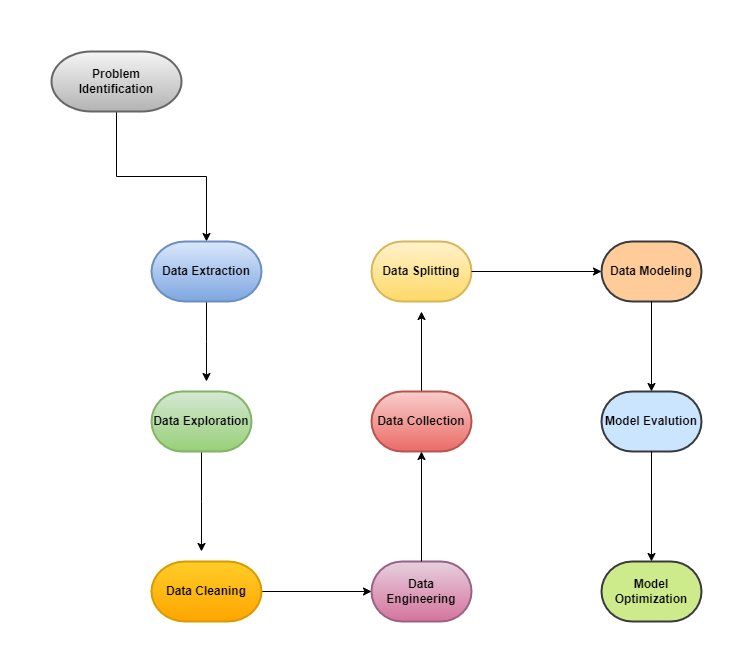 Problem
Identification
Data Extraction
Data Exploration
Data Cleaning
Data
Engineering
Data Collection
Data Splitting
Data Modeling
Model Evalution
Model
Optimization